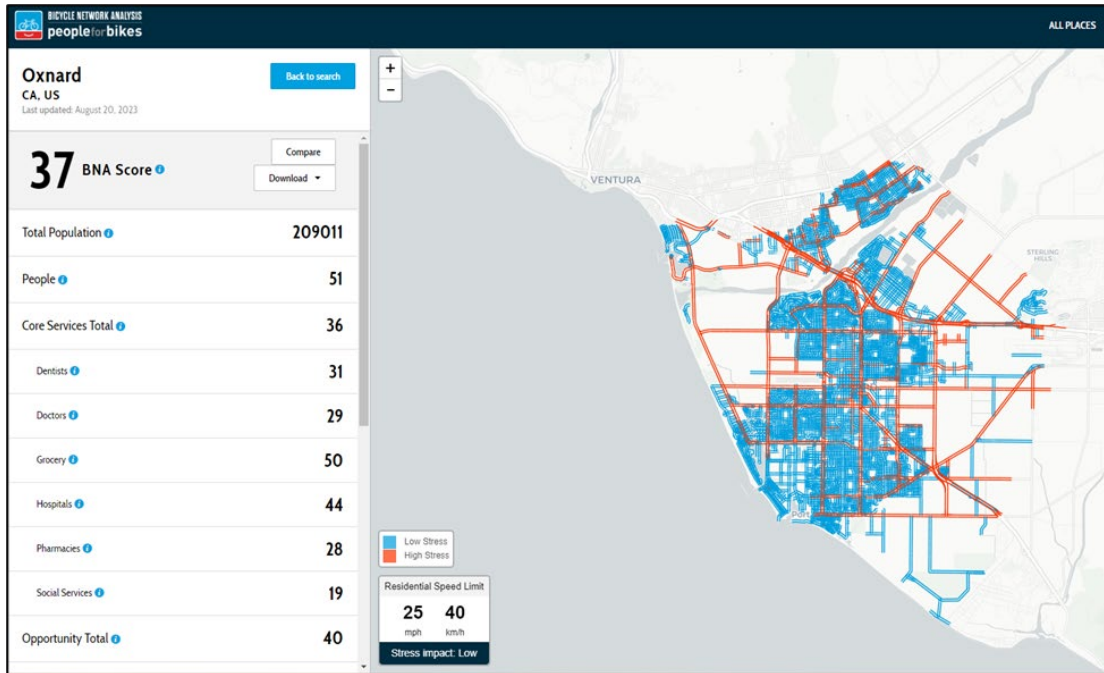 BICYCLE NETWORK ANALYSIS
peopleforbikes
ALL PLACES
Oxnard
CA, US
Last updated: August 20, 2023
Back to search
37 BNA Score
Compare
Download
Total Population 209011
People 51
Core Services Total 36
Dentists 31
Doctors 29
Grocery 50
Hospitals 44
Pharmacies 28
Social Services 19
Opportunity Total 40
+
−
VENTURA
STERLING
HILLS
Port
Low Stress
High Stress
Residential Speed Limit
25 40
mph km/h
Stress impact: Low